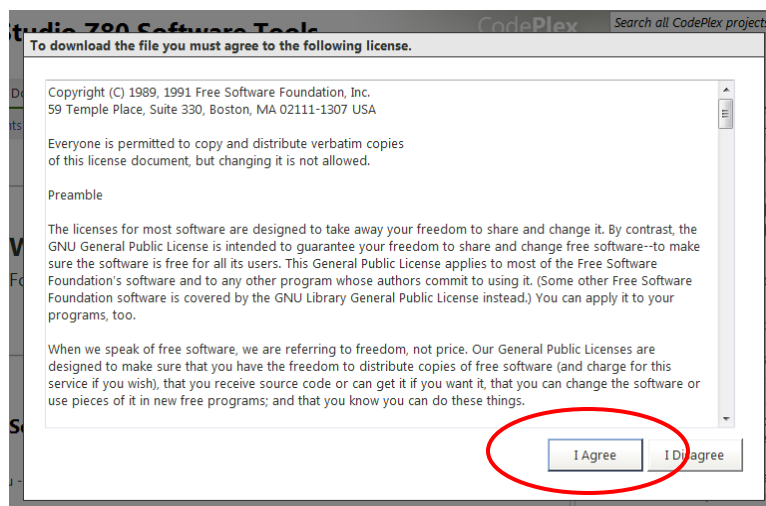 Studio Z80 Software Tools
CodePlex
Search all CodePlex projects
To download the file you must agree to the following license.
Copyright (C) 1989, 1991 Free Software Foundation, Inc.
59 Temple Place, Suite 330, Boston, MA 02111-1307 USA
Everyone is permitted to copy and distribute verbatim copies
of this license document, but changing it is not allowed.
Preamble
The licenses for most software are designed to take away your freedom to share and change it. By contrast, the
GNU General Public License is intended to guarantee your freedom to share and change free software--to make
sure the software is free for all its users. This General Public License applies to most of the Free Software
Foundation's software and to any other program whose authors commit to using it. (Some other Free Software
Foundation software is covered by the GNU Library General Public License instead.) You can apply it to your
programs, too.
When we speak of free software, we are referring to freedom, not price. Our General Public Licenses are
designed to make sure that you have the freedom to distribute copies of free software (and charge for this
service if you wish), that you receive source code or can get it if you want it, that you can change the software or
use pieces of it in new free programs; and that you know you can do these things.
I Agree
I Disagree